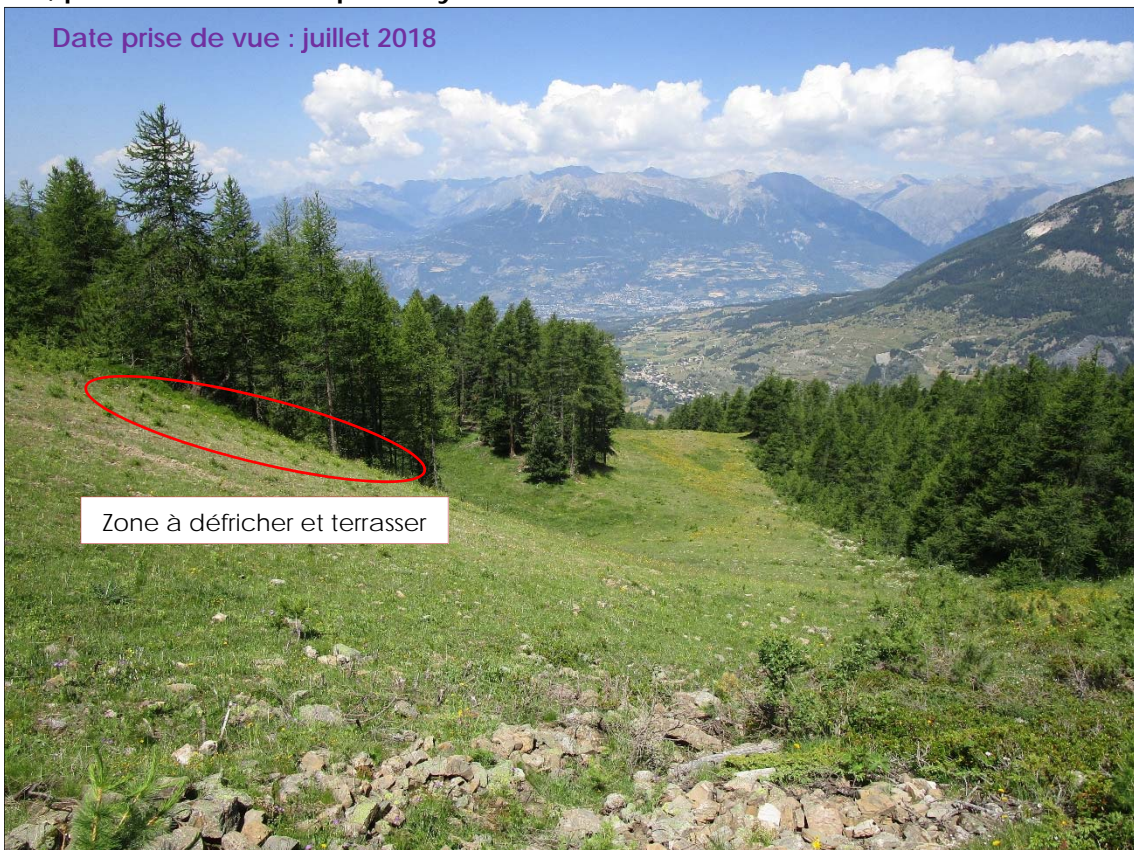 Date prise de vue : juillet 2018
Zone à défricher et terrasser